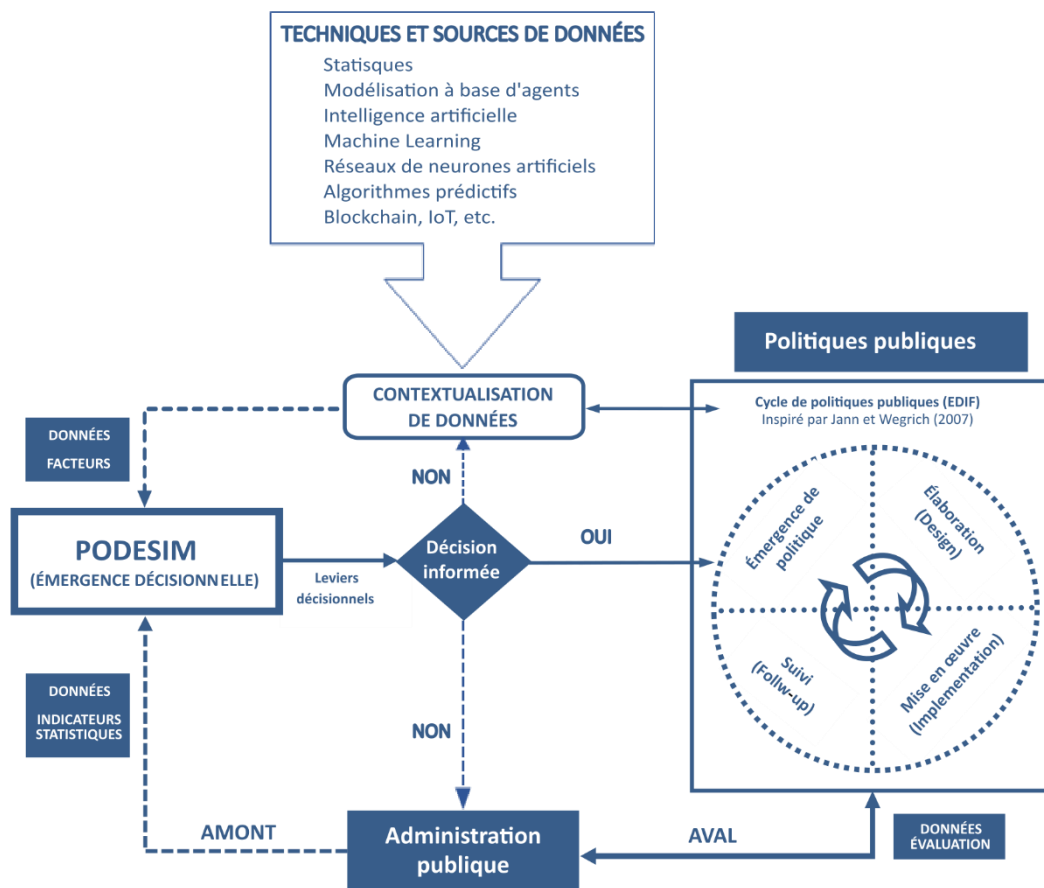 TECHNIQUES ET SOURCES DE DONNÉES
Statisques
Modélisation à base d'agents
Intelligence artificielle
Machine Learning
Réseaux de neurones artificiels
Algorithmes prédictifs
Blockchain, IoT, etc.
Politiques publiques
CONTEXTUALISATION
DE DONNÉES
Cycle de politiques publiques (EDIF)
Inspiré par Jann et Wegrich (2007)
DONNÉES
FACTEURS
NON
Émergence de
politique
Élaboration
(Design)
PODESIM
(ÉMERGENCE DÉCISIONNELLE)
Leviers
décisionnels
Décision
informée
OUI
Suivi
(Follw-up)
Mise en œuvre
(Implementation)
DONNÉES
INDICATEURS
STATISTIQUES
NON
AMONT
Administration
publique
AVAL
DONNÉES
ÉVALUATION